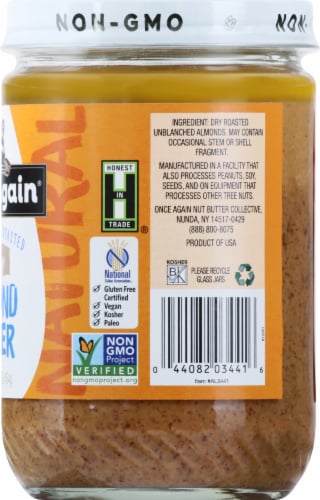 NON-GMO
NON-
NATURAL
gain®
INGREDIENT: DRY ROASTED
UNBLANCHED ALMONDS. MAY CONTAIN
OCCASIONAL STEM OR SHELL
FRAGMENT.
MANUFACTURED IN A FACILITY THAT
ALSO PROCESSES PEANUTS, SOY,
SEEDS, AND ON EQUIPMENT THAT
PROCESSES OTHER TREE NUTS.
ONCE AGAIN NUT BUTTER COLLECTIVE,
NUNDA, NY 14517-0429
(888) 800-8075
PRODUCT OF USA
HONEST
IN
TRADE
®
National
Gluten Free
Certified
Vegan
Kosher
Paleo
KOSHER
PLEASE RECYCLE
GLASS JARS
ND
ER
NON
GMO
Project
VERIFIED
nongmoproject.org
0 44082 03441 6